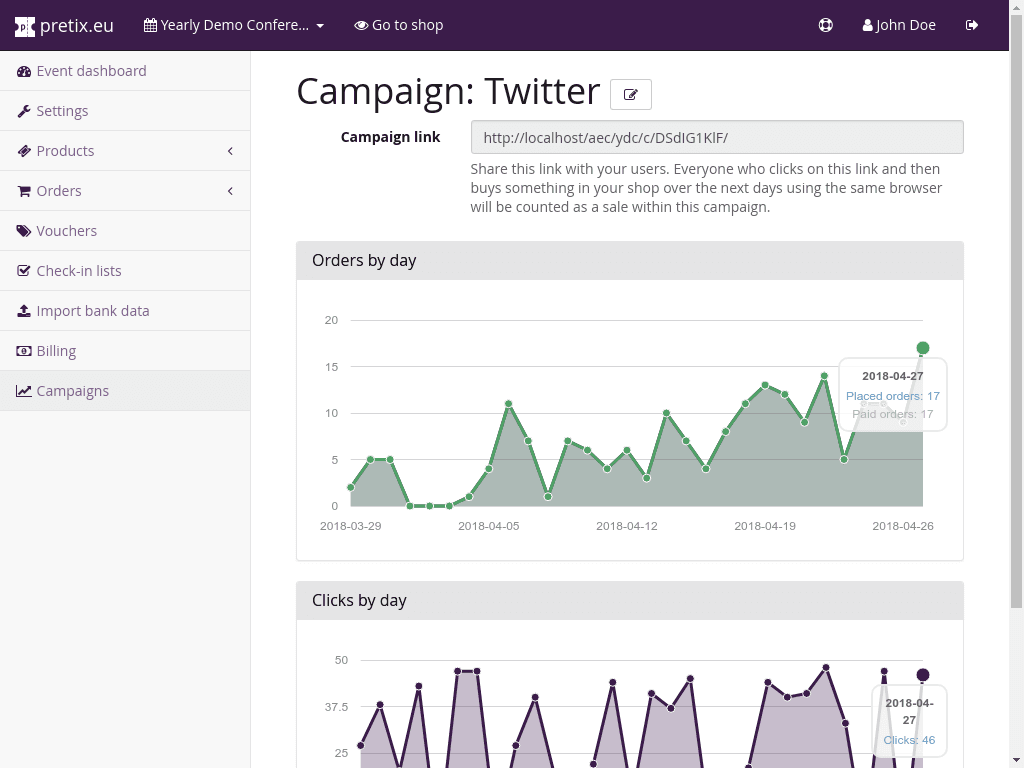 pretix.eu
Yearly Demo Confere...
Go to shop
John Doe
Event dashboard
Settings
Products
Orders
Vouchers
Check-in lists
Import bank data
Billing
Campaigns
Campaign: Twitter
Campaign link
http://localhost/aec/ydc/c/DSdIG1KlF/
Share this link with your users. Everyone who clicks on this link and then
buys something in your shop over the next days using the same browser
will be counted as a sale within this campaign.
Orders by day
20
15
10
5
0
2018-03-29
2018-04-05
2018-04-12
2018-04-19
2018-04-26
2018-04-27
Placed orders: 17
Paid orders: 17
Clicks by day
50
37.5
25
2018-04-
27
Clicks: 46